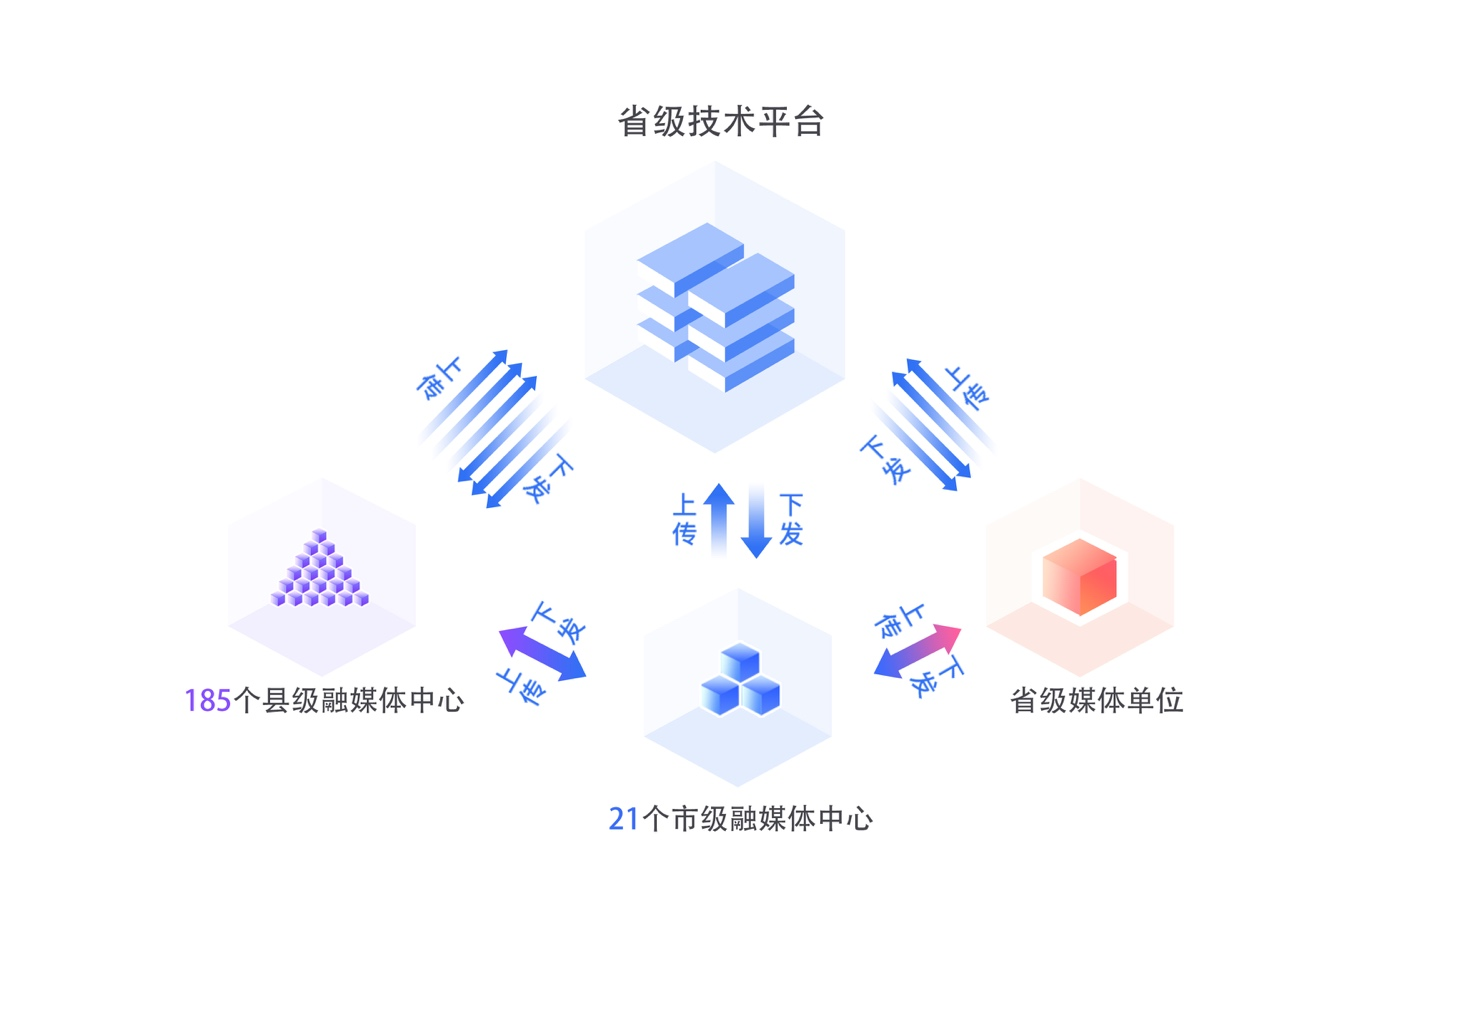 省级技术平台
上传
下发
上传
下发
上传
下发
185个县级融媒体中心
下发
上传
上传
下发
省级媒体单位
21个市级融媒体中心